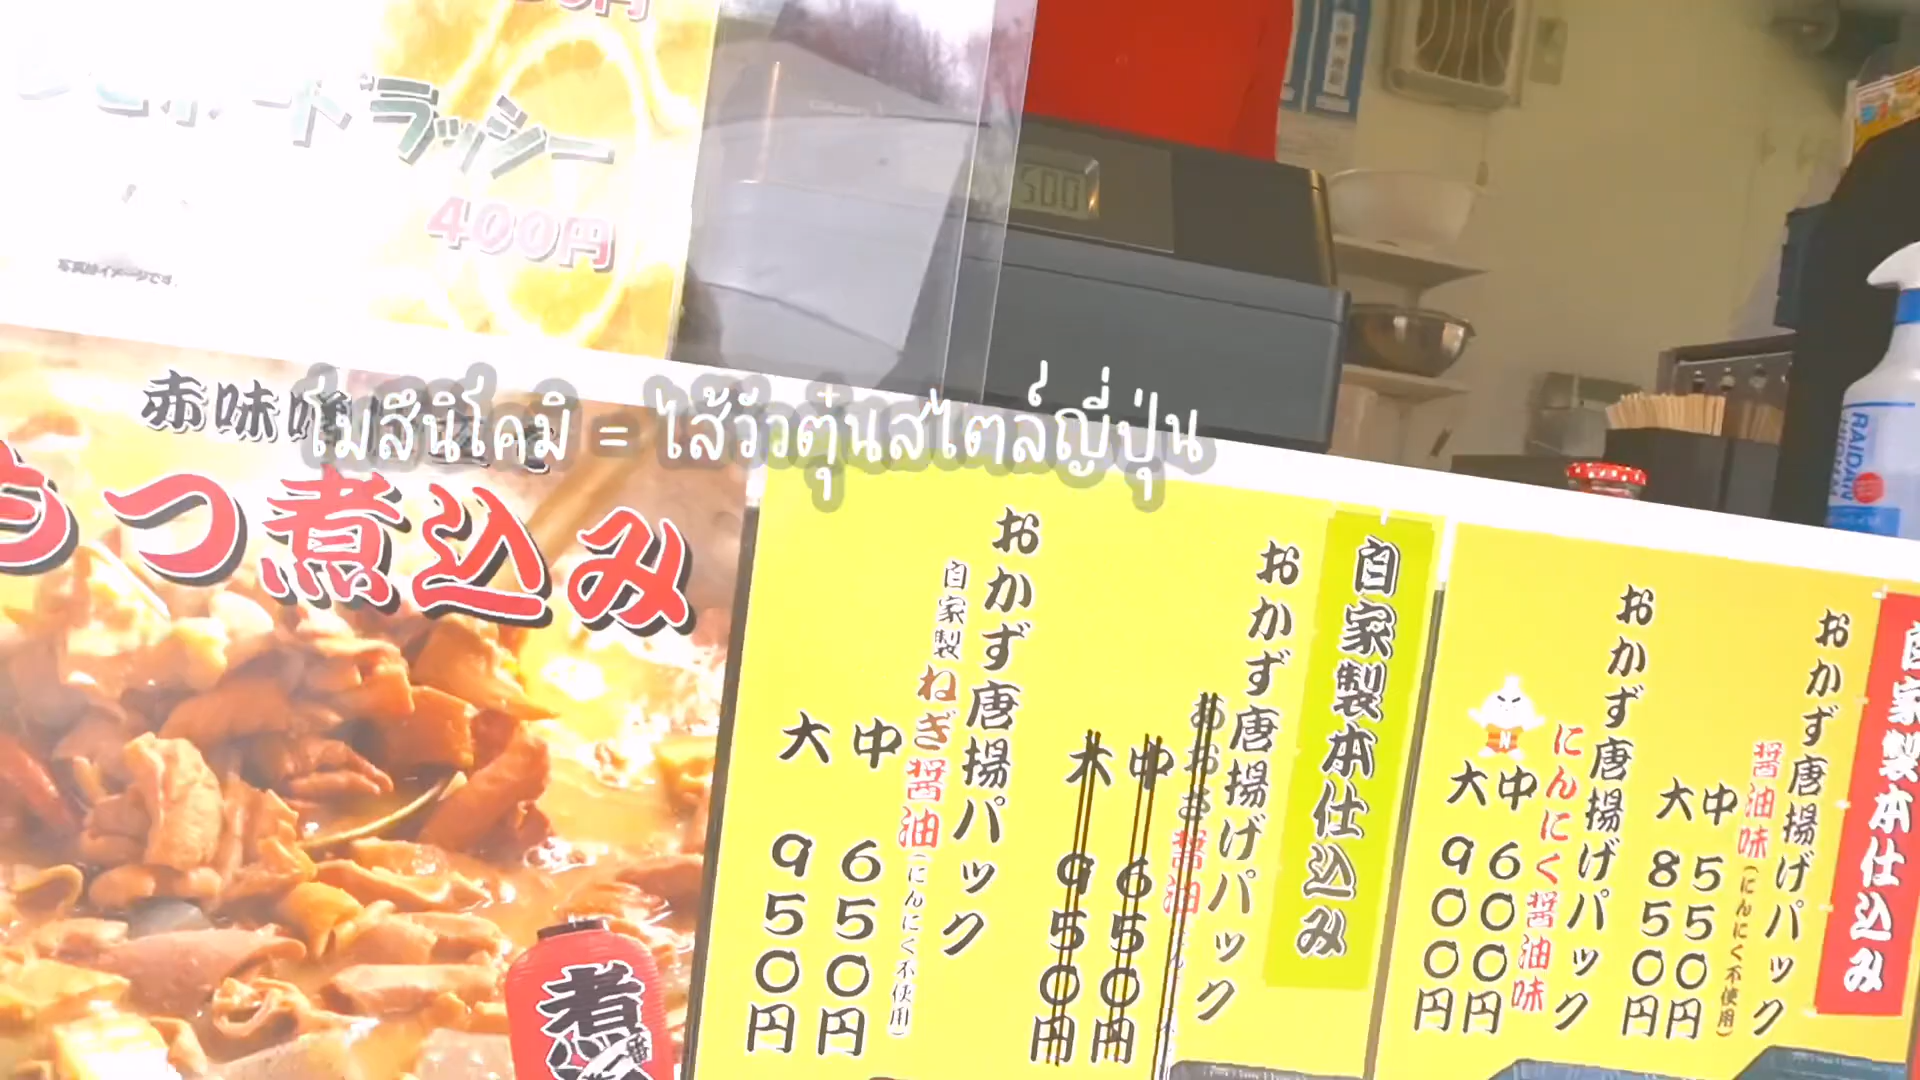 ラッシー
400円
写真はイメージです。
500
赤味噌
もつ煮込み
โมสึนิโคมิ = ไส้วัวตุ๋นสไตล์ญี่ปุ่น
煮
自家製本仕込み
おかず唐揚げパック
醤油味(にんにく不使用)
中 550円
大 850円
おかず唐揚げパック
にんにく醤油味
中 600円
大 900円
自家製本仕込み
おかず唐揚げパック
醤油
中 650円
大 950円
おかず唐揚げパック
自家製ねぎ醤油(にんにく不使用)
中 650円
大 950円
RAIDAN